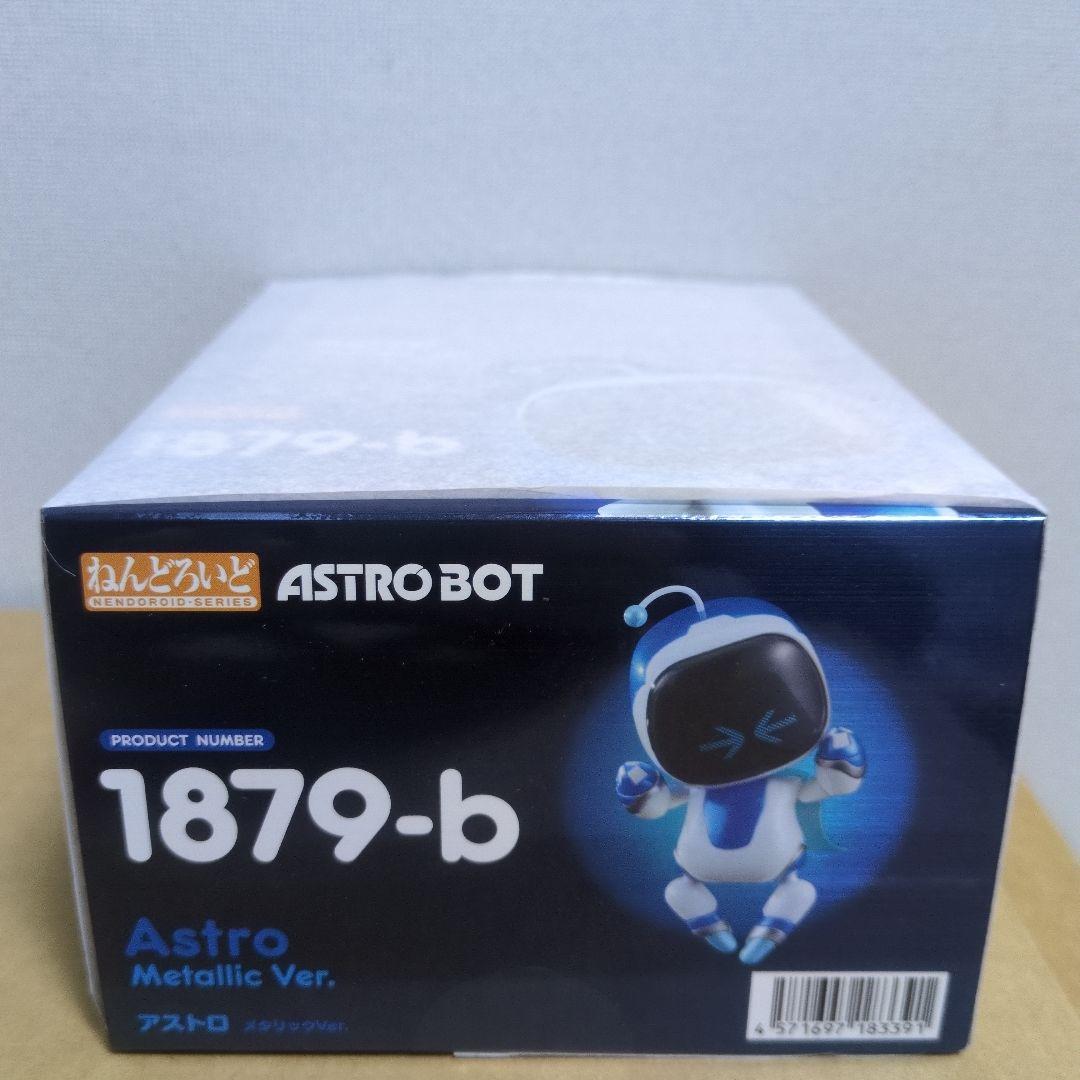 1879-b
ねんどろいど
NENDOROID-SERIES
ASTRO BOT
PRODUCT NUMBER
1879-b
Astro
Metallic Ver.
アストロ メタリックVer.
4 571697 183391